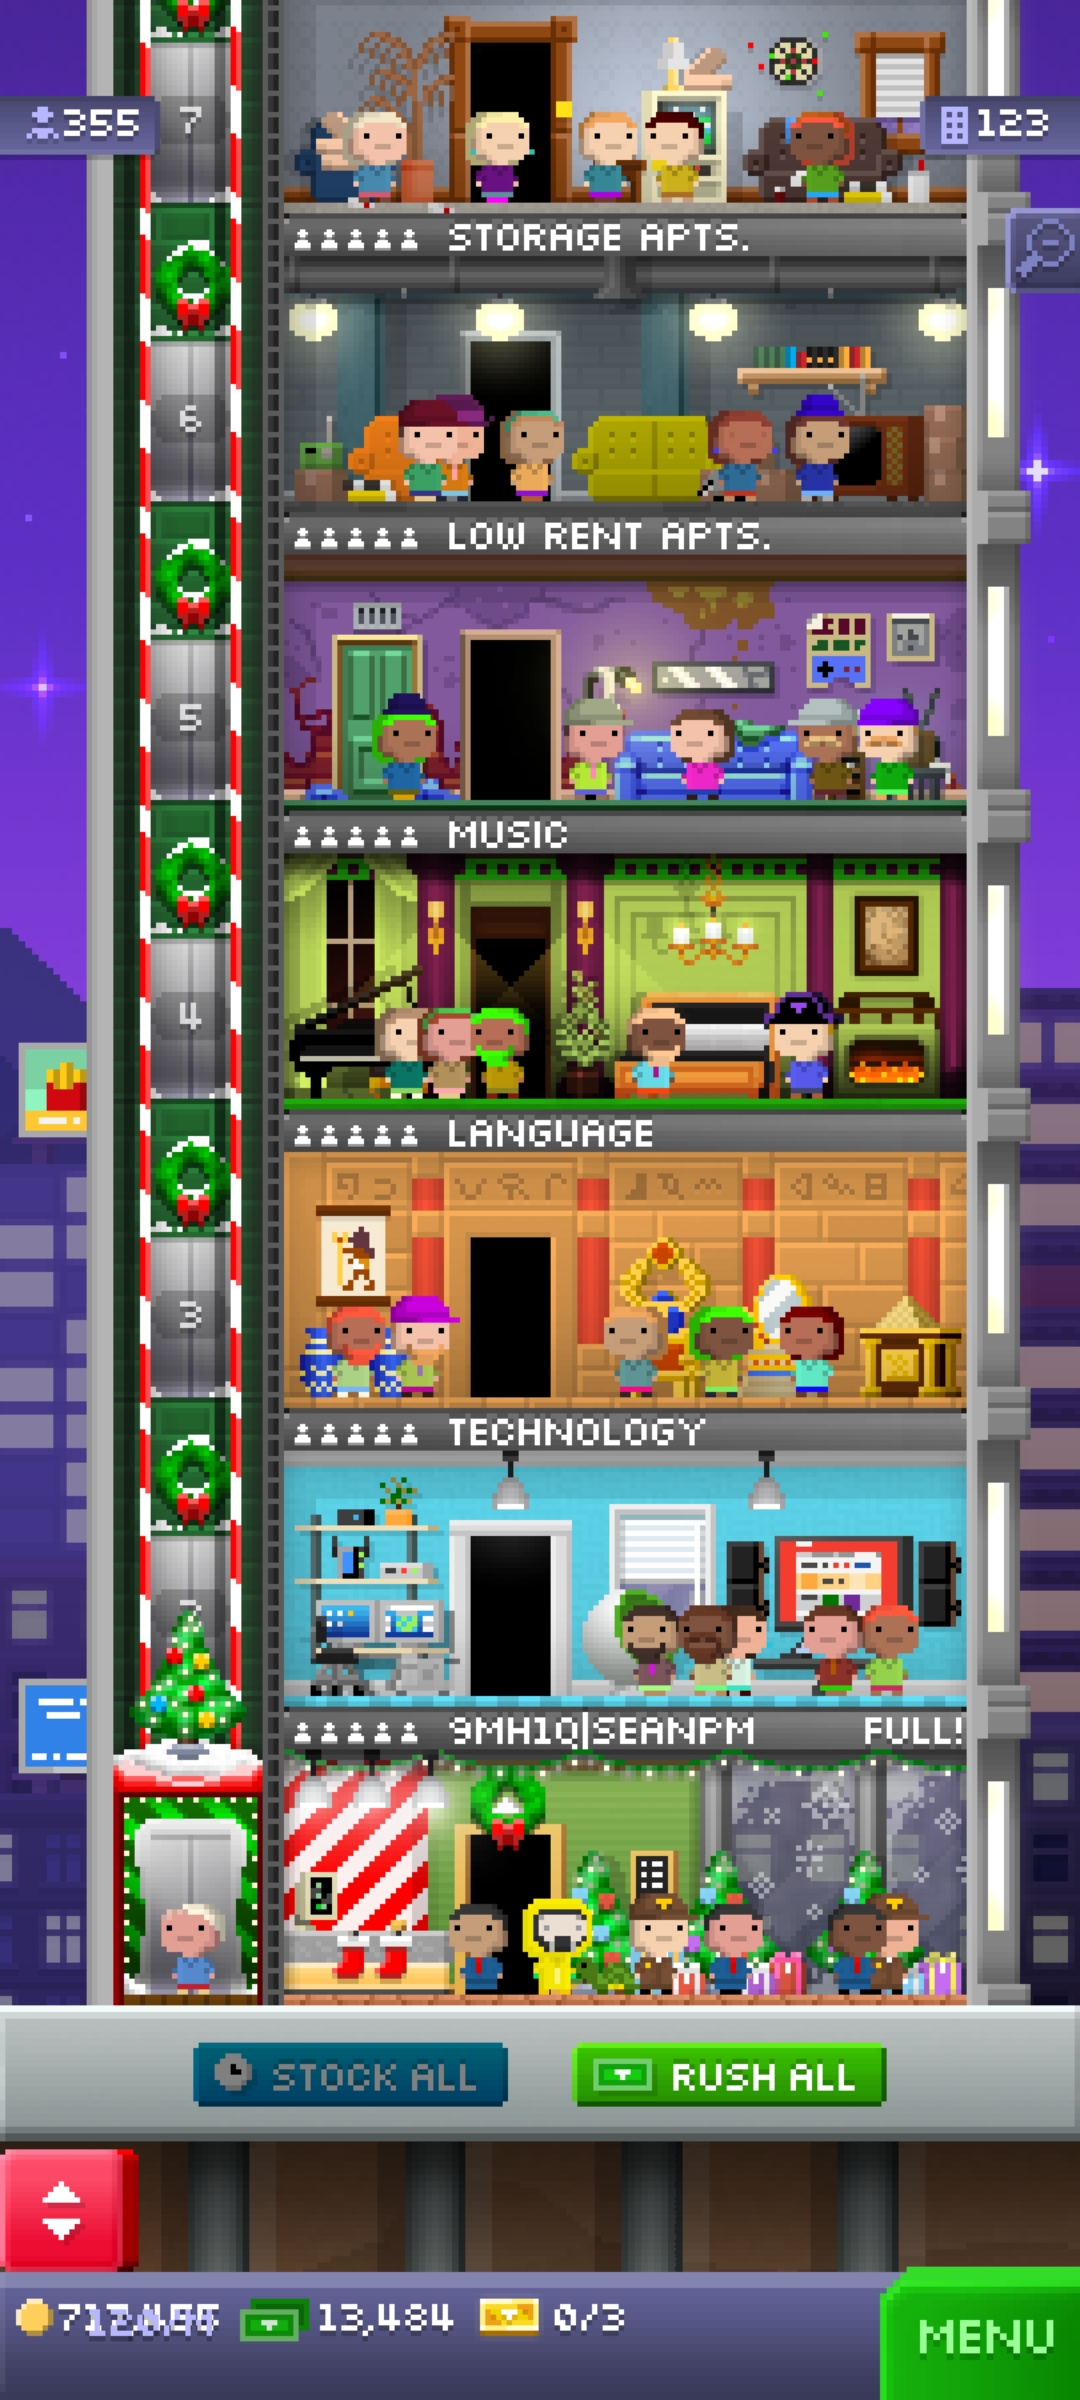 355
7
123
STORAGE APTS.
6
LOW RENT APTS.
5
MUSIC
4
LANGUAGE
3
TECHNOLOGY
9MH1Q|SEANPM FULL!
STOCK ALL
RUSH ALL
13,484
0/3
MENU